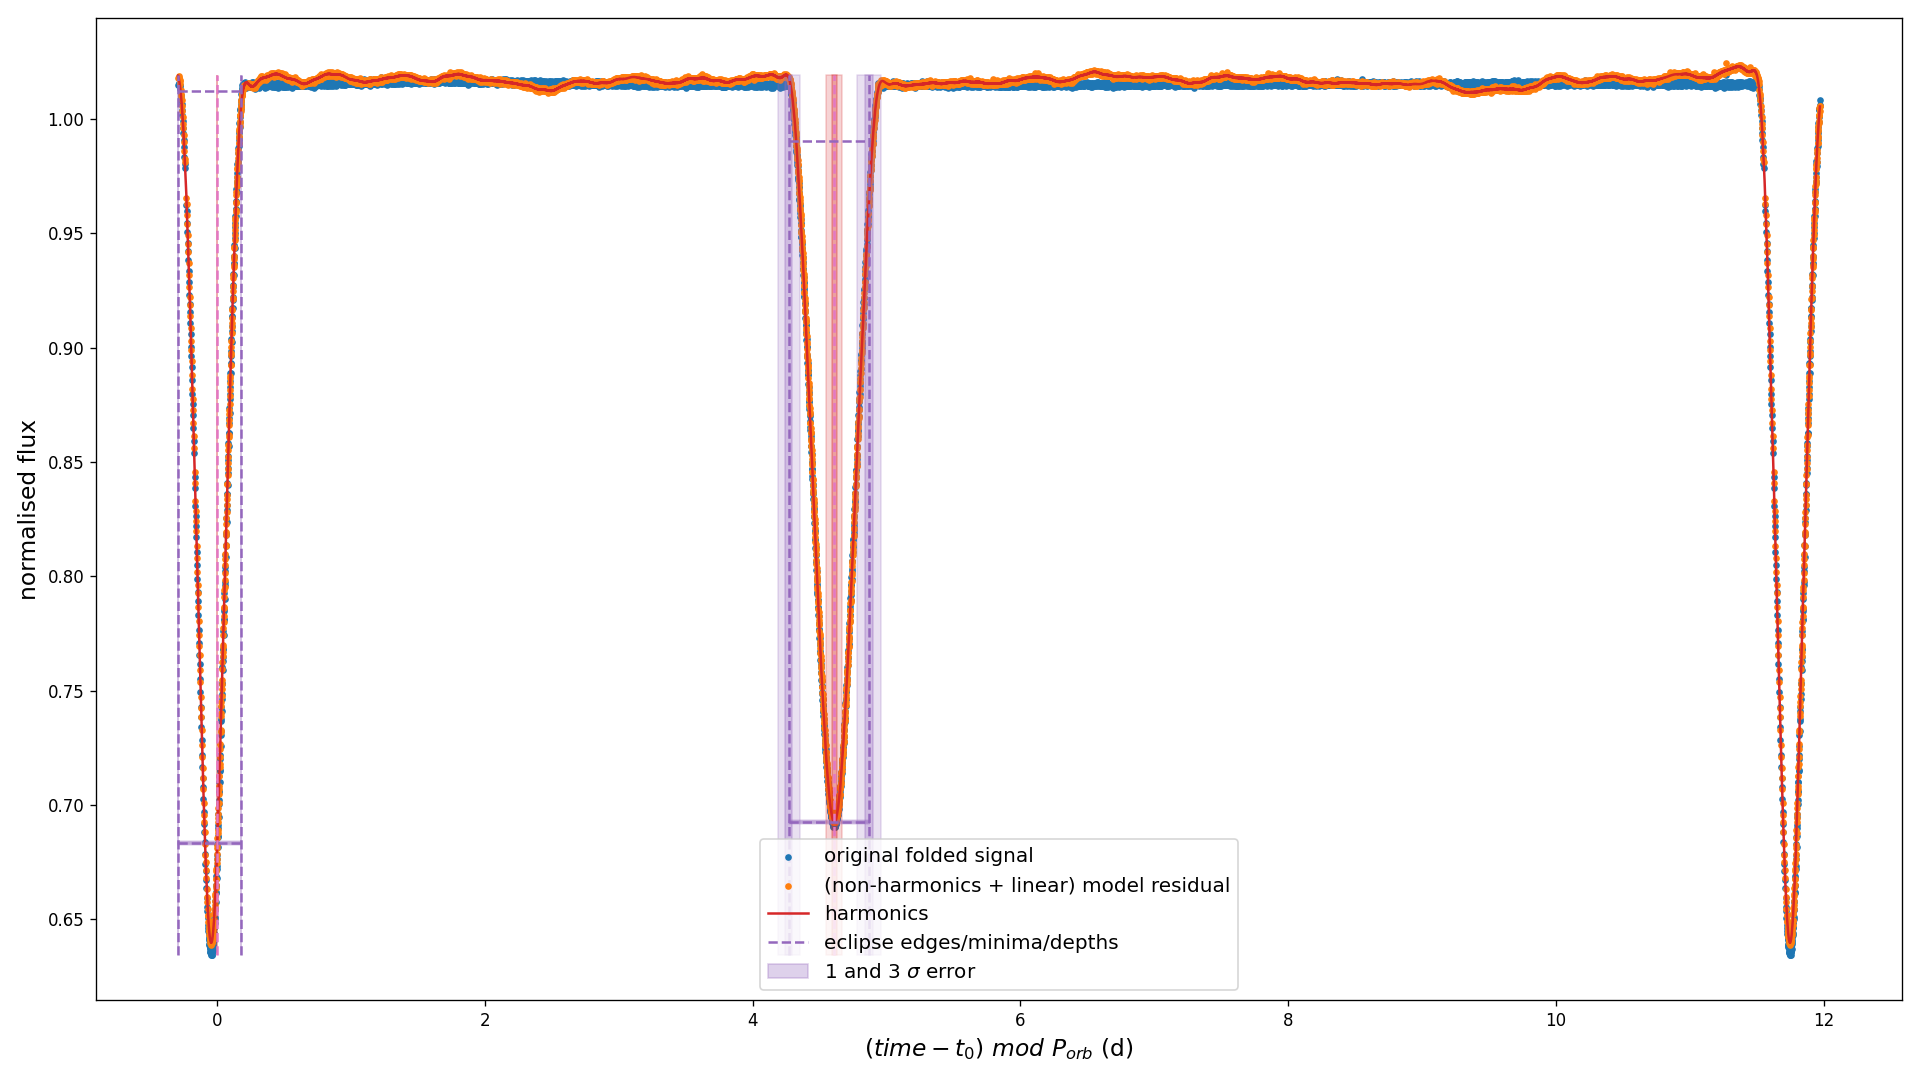 1.00
0.95
0.90
0.85
0.80
0.75
0.70
0.65
normalised flux
original folded signal
(non-harmonics + linear) model residual
harmonics
eclipse edges/minima/depths
1 and 3 σ error
0 2 4 6 8 10 12
(time − t₀) mod Pₒᵣb (d)